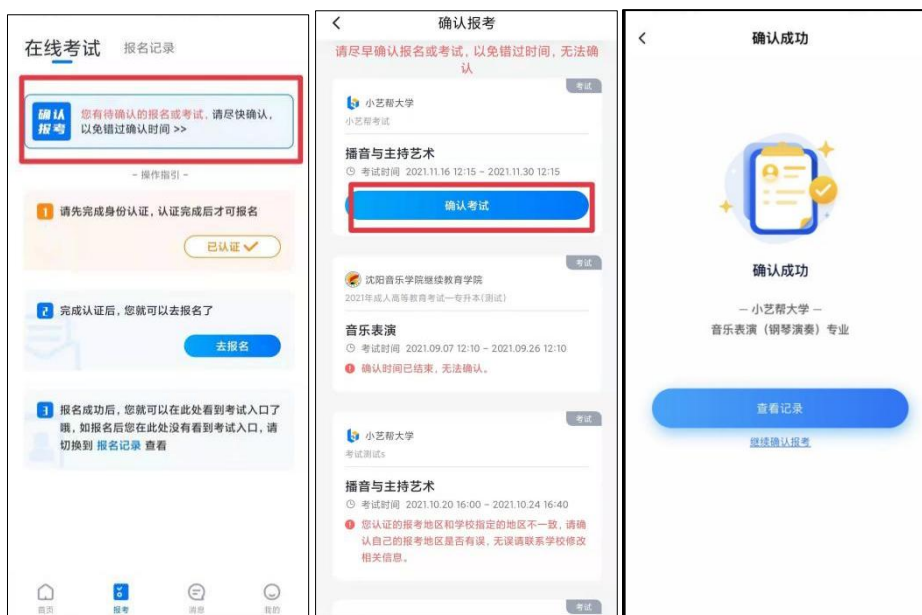 在线考试 报名记录
确认
报考
您有待确认的报名或考试，请尽快确认，
以免错过确认时间 >>
- 操作指引 -
1 请先完成身份认证，认证完成后才可报名
已认证
2 完成认证后，您就可以去报名了
去报名
3 报名成功后，您就可以在此处看到考试入口了
哦，如报名后您在此处没有看到考试入口，请
切换到 报名记录 查看
首页 报考 消息 我的
确认报考
请尽早确认报名或考试，以免错过时间，无法确
认
考试
小艺帮大学
小艺帮考试
播音与主持艺术
考试时间 2021.11.16 12:15 ~ 2021.11.30 12:15
确认考试
考试
沈阳音乐学院继续教育学院
2021年成人高等教育考试—专升本(测试)
音乐表演
考试时间 2021.09.07 12:10 ~ 2021.09.26 12:10
确认时间已结束，无法确认。
考试
小艺帮大学
考试测试s
播音与主持艺术
考试时间 2021.10.20 16:00 ~ 2021.10.24 16:40
您认证的报考地区和学校指定的地区不一致，请确
认自己的报考地区是否有误，无误请联系学校修改
相关信息。
考试
确认成功
确认成功
— 小艺帮大学 —
音乐表演（钢琴演奏）专业
查看记录
继续确认报考